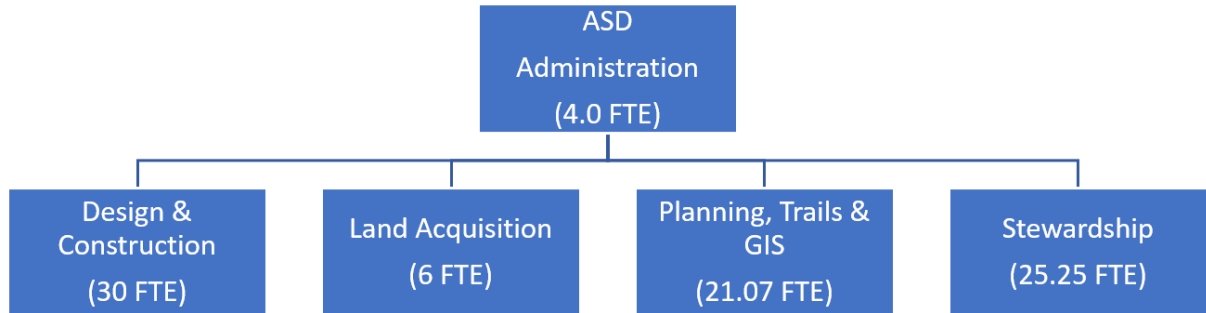 ASD
Administration
(4.0 FTE)
Design &
Construction
(30 FTE)
Land Acquisition
(6 FTE)
Planning, Trails &
GIS
(21.07 FTE)
Stewardship
(25.25 FTE)